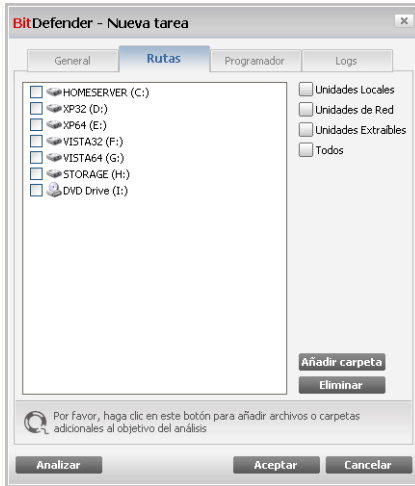 BitDefender - Nueva tarea
General
Rutas
Programador
Logs
HOMESERVER (C:)
XP32 (D:)
XP64 (E:)
VISTA32 (F:)
VISTA64 (G:)
STORAGE (H:)
DVD Drive (I:)
Unidades Locales
Unidades de Red
Unidades Extraíbles
Todos
Añadir carpeta
Eliminar
Por favor, haga clic en este botón para añadir archivos o carpetas
adicionales al objetivo del análisis
Analizar
Aceptar
Cancelar